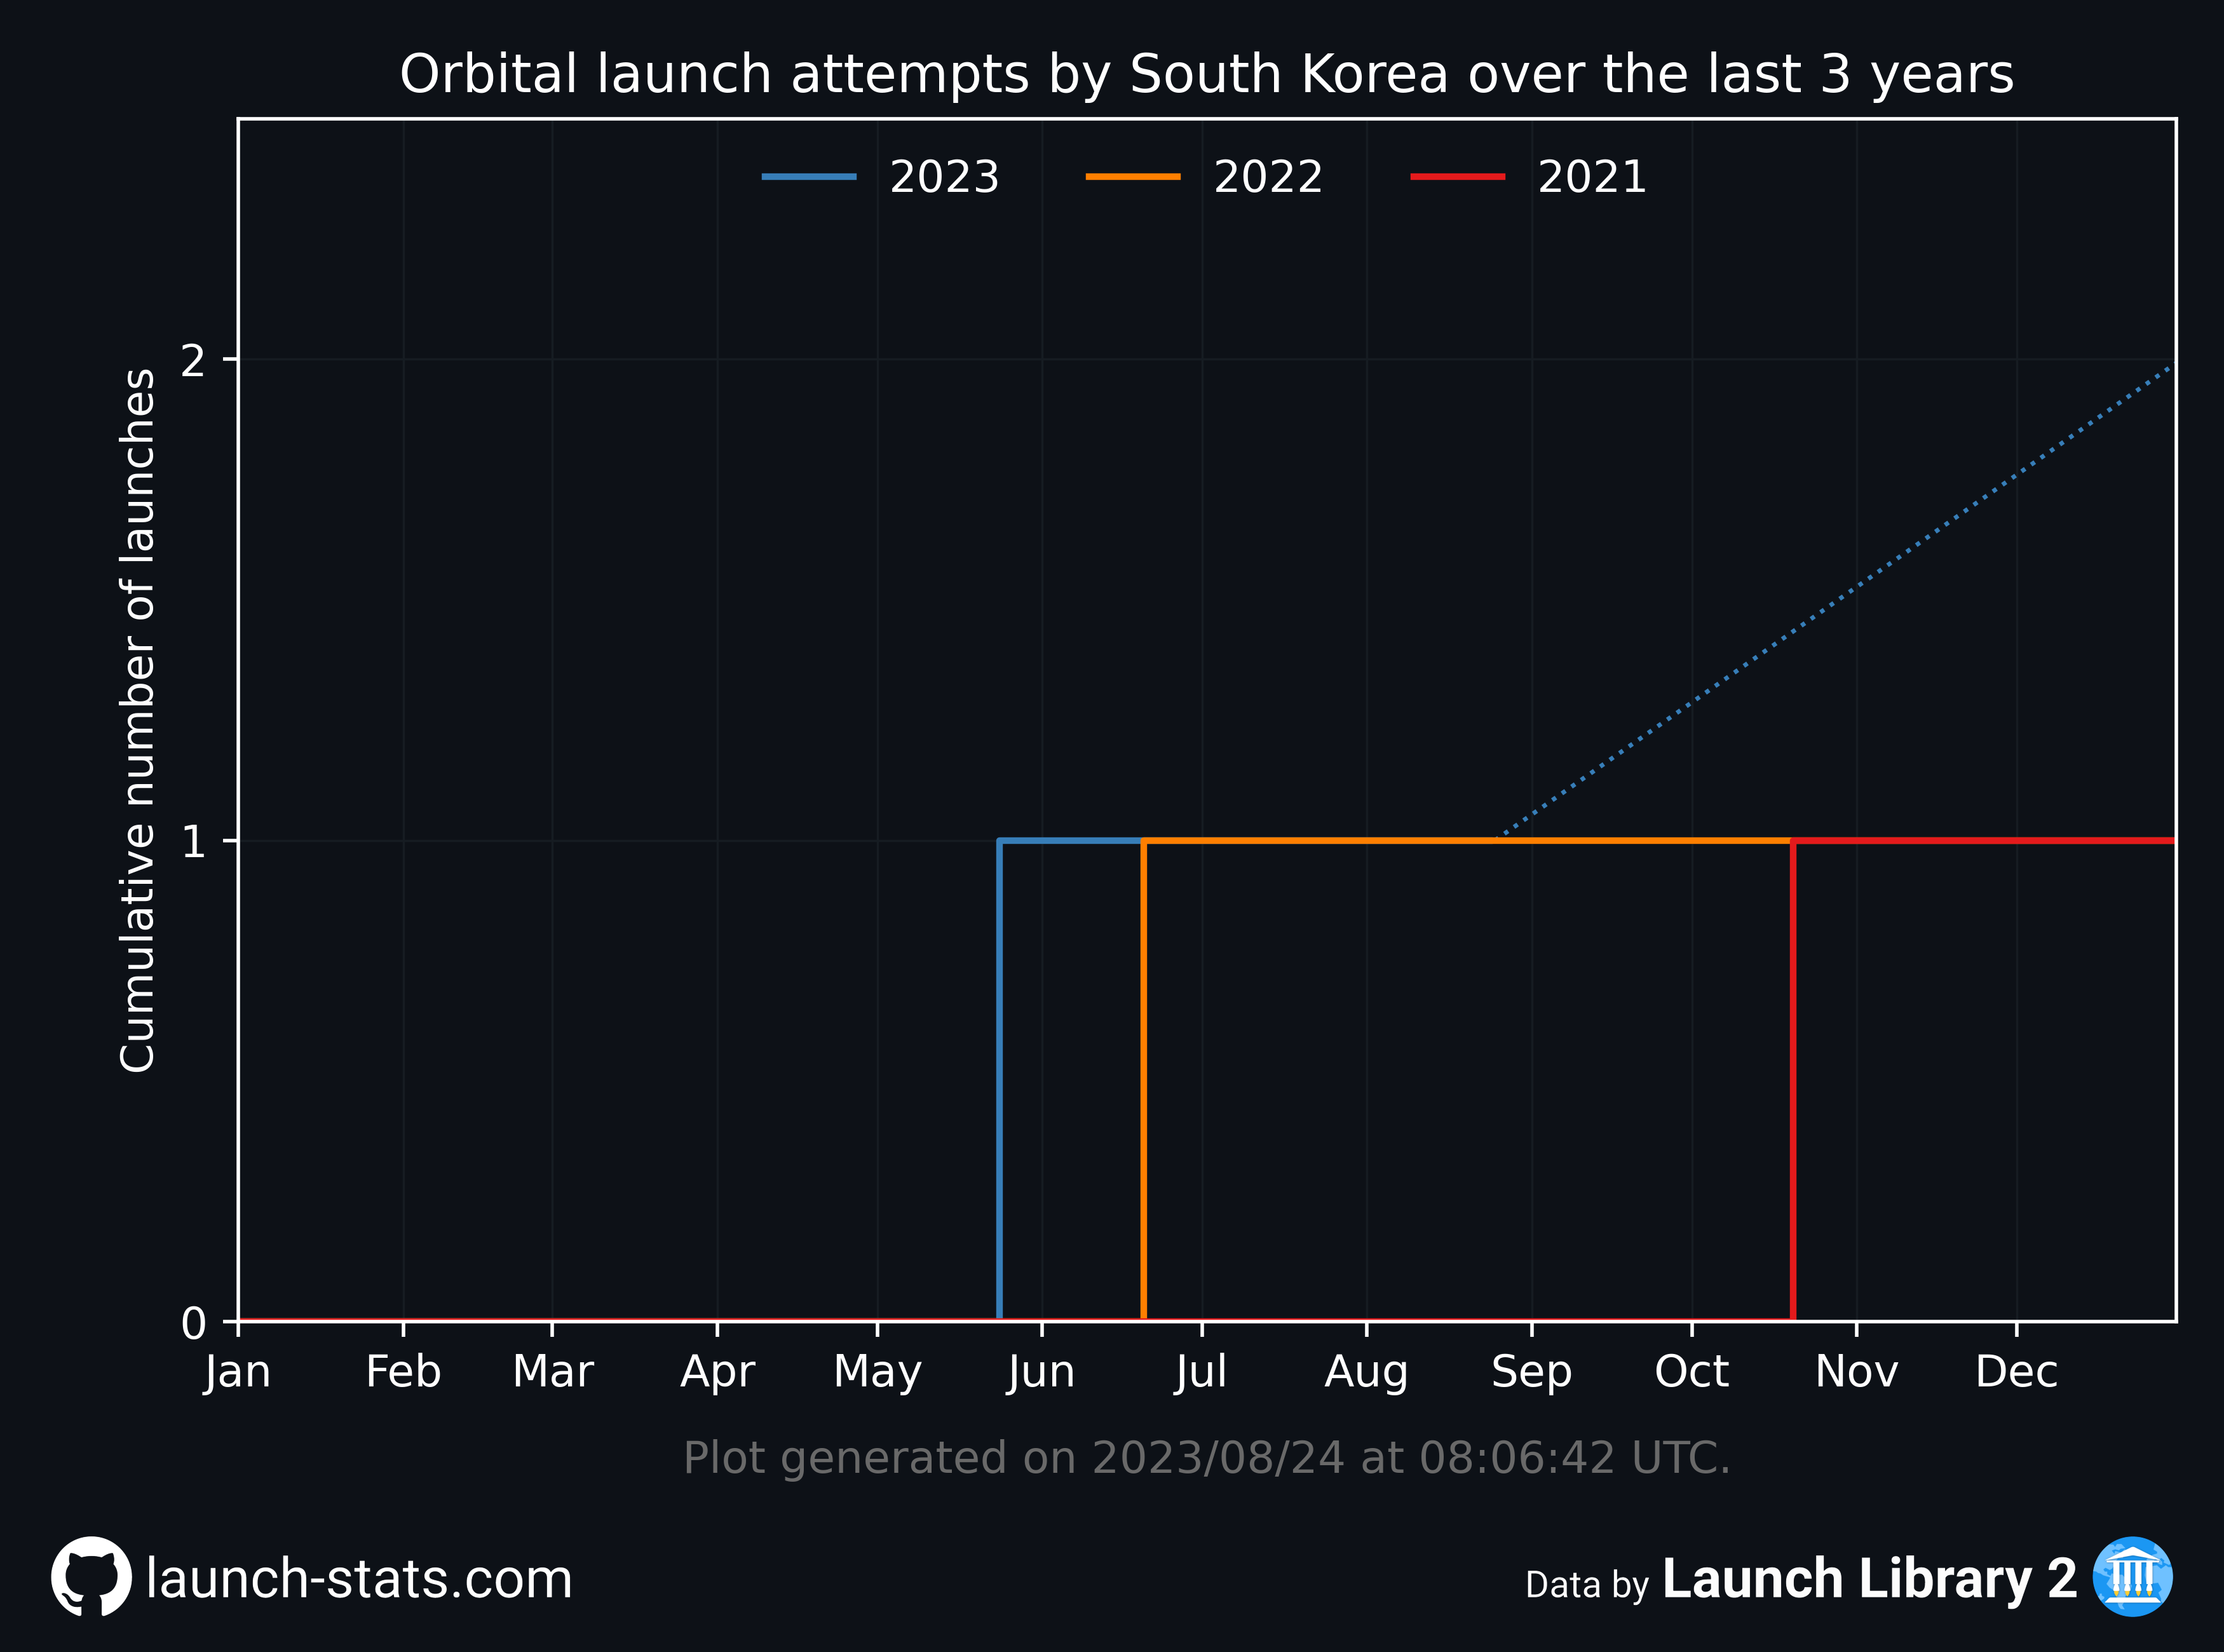 Orbital launch attempts by South Korea over the last 3 years
2023 2022 2021
Cumulative number of launches
2
1
0
Jan Feb Mar Apr May Jun Jul Aug Sep Oct Nov Dec
Plot generated on 2023/08/24 at 08:06:42 UTC.
launch-stats.com
Data by Launch Library 2